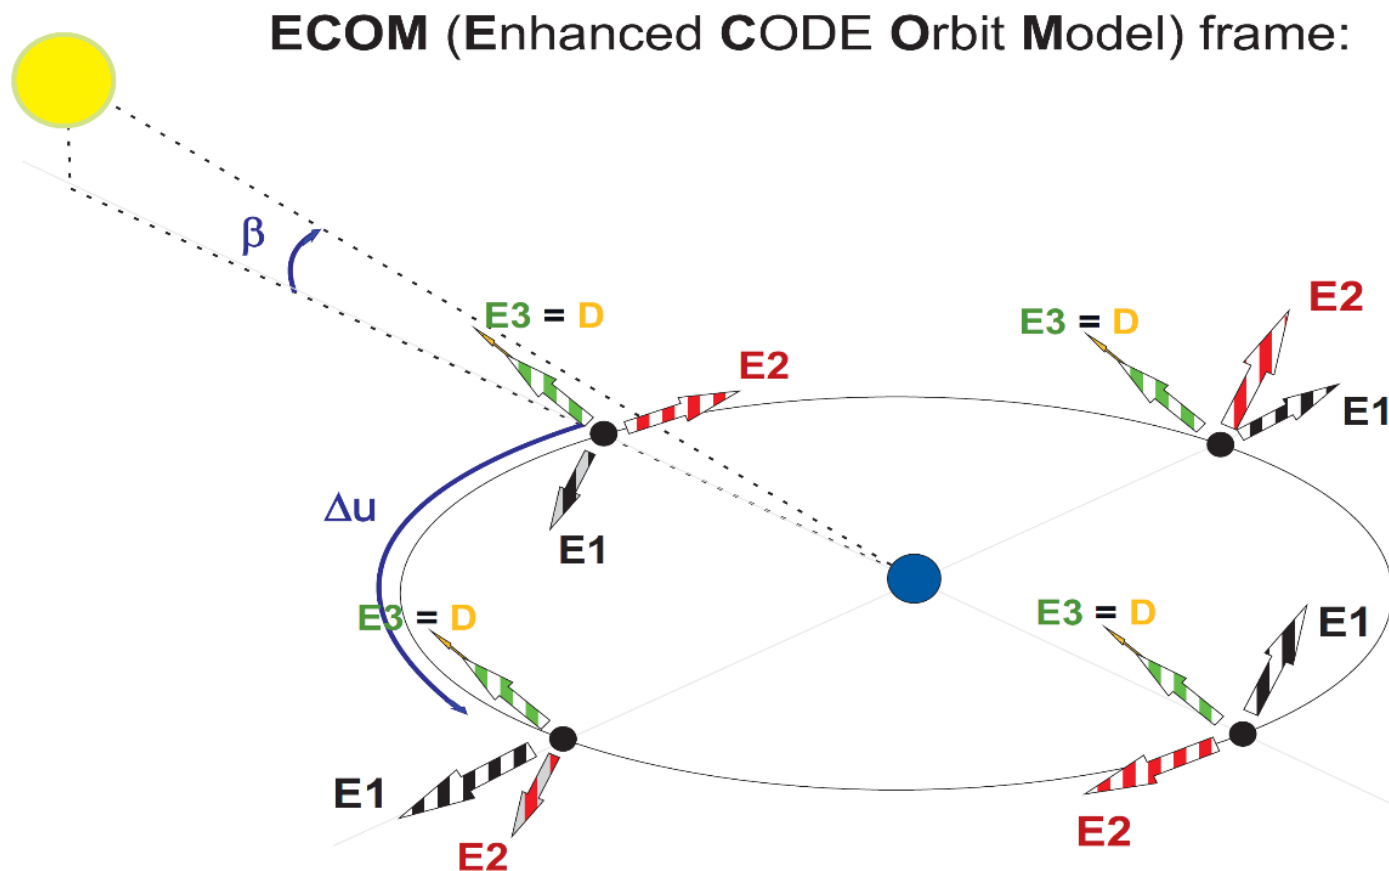 ECOM (Enhanced CODE Orbit Model) frame:
β
E3 = D
E2
E1
E3 = D
E2
E1
Δu
E3 = D
E1
E2
E3 = D
E1
E2